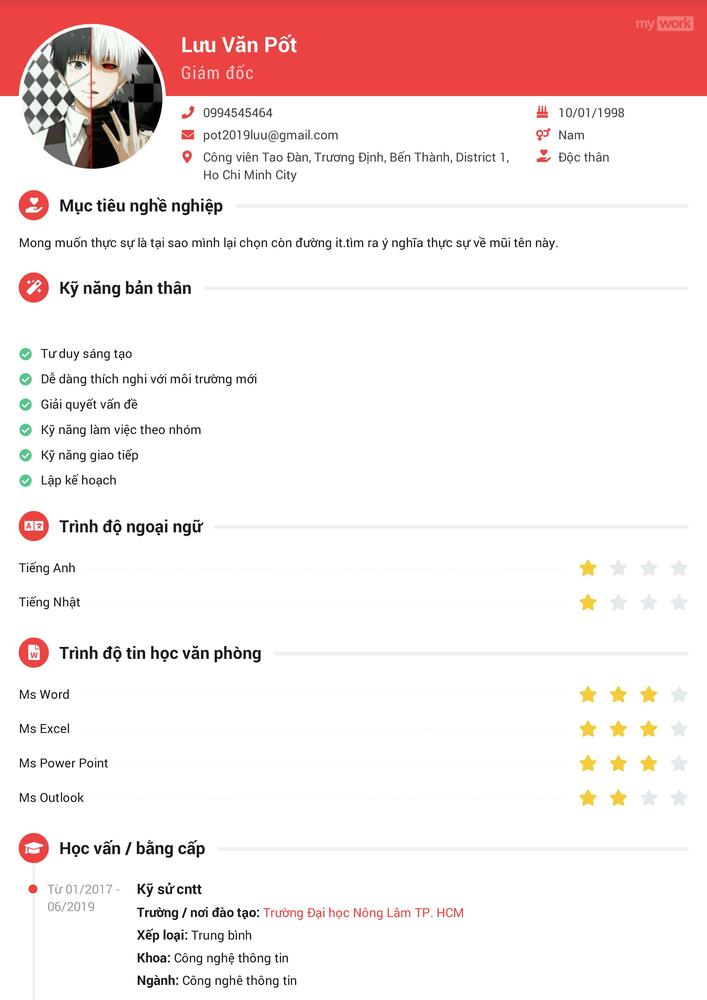 mywork
Lưu Văn Pốt
Giám đốc
0994545464
10/01/1998
pot2019luu@gmail.com
Nam
Công viên Tao Đàn, Trương Định, Bến Thành, District 1,
Ho Chi Minh City
Độc thân
Mục tiêu nghề nghiệp
Mong muốn thực sự là tại sao mình lại chọn còn đường it.tìm ra ý nghĩa thực sự về mũi tên này.
Kỹ năng bản thân
Tư duy sáng tạo
Dễ dàng thích nghi với môi trường mới
Giải quyết vấn đề
Kỹ năng làm việc theo nhóm
Kỹ năng giao tiếp
Lập kế hoạch
Trình độ ngoại ngữ
Tiếng Anh
Tiếng Nhật
Trình độ tin học văn phòng
Ms Word
Ms Excel
Ms Power Point
Ms Outlook
Học vấn / bằng cấp
Từ 01/2017 -
06/2019
Kỹ sử cntt
Trường / nơi đào tạo: Trường Đại học Nông Lâm TP. HCM
Xếp loại: Trung bình
Khoa: Công nghệ thông tin
Ngành: Công nghê thông tin